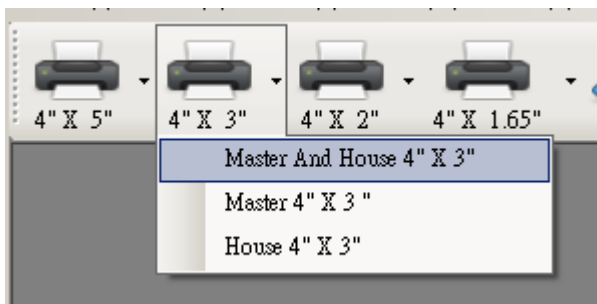 4" X 5" 4" X 3" 4" X 2" 4" X 1.65"
Master And House 4" X 3"
Master 4" X 3 "
House 4" X 3"